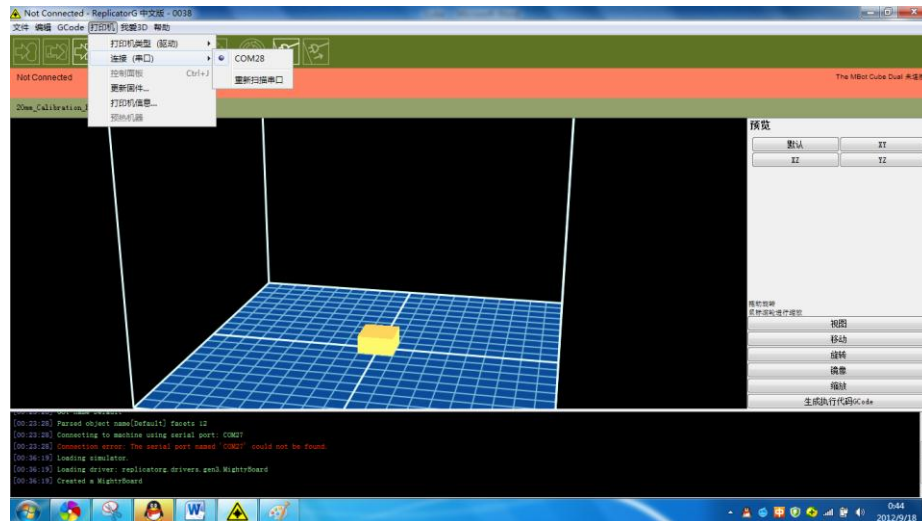 Not Connected - ReplicatorG 中文版 - 0038
文件 编辑 GCode 打印机 我爱3D 帮助
打印机类型 (驱动)
连接 (串口)
COM28
控制面板 Ctrl+J
重新扫描串口
更新固件...
打印机信息...
预热机器
Not Connected
The MBot Cube Dual
20mm_Calibration_
预览
默认 XY
XZ YZ
视图
移动
旋转
镜像
缩放
生成执行代码GCode
[00:23:28] Parsed object name[Default] facets 12
[00:23:28] Connecting to machine using serial port: COM27
[00:23:28] Connection error: The serial port named 'COM27' could not be found.
[00:36:19] Loading simulator.
[00:36:19] Loading driver: replicatorg.drivers.gen3.MightyBoard
[00:36:19] Created a MightyBoard
0:44
2012/9/18